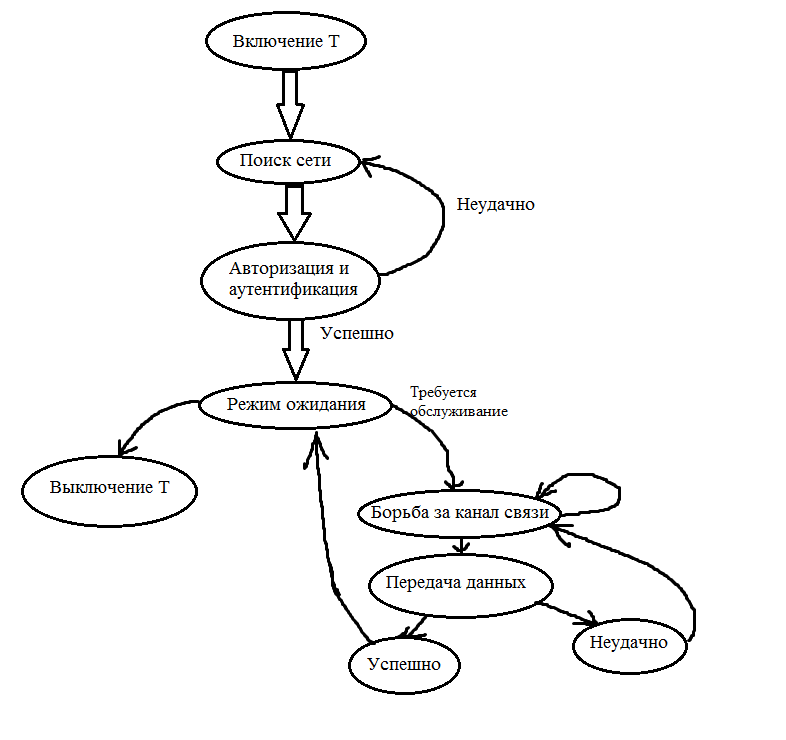 Включение Т
Поиск сети
Неудачно
Авторизация и
аутентификация
Успешно
Режим ожидания
Требуется
обслуживание
Выключение Т
Борьба за канал связи
Передача данных
Успешно
Неудачно